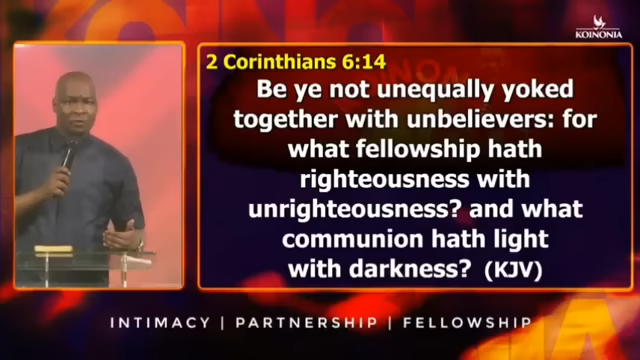 KOINONIA
2 Corinthians 6:14
Be ye not unequally yoked
together with unbelievers: for
what fellowship hath
righteousness with
unrighteousness? and what
communion hath light
with darkness? (KJV)
INTIMACY | PARTNERSHIP | FELLOWSHIP